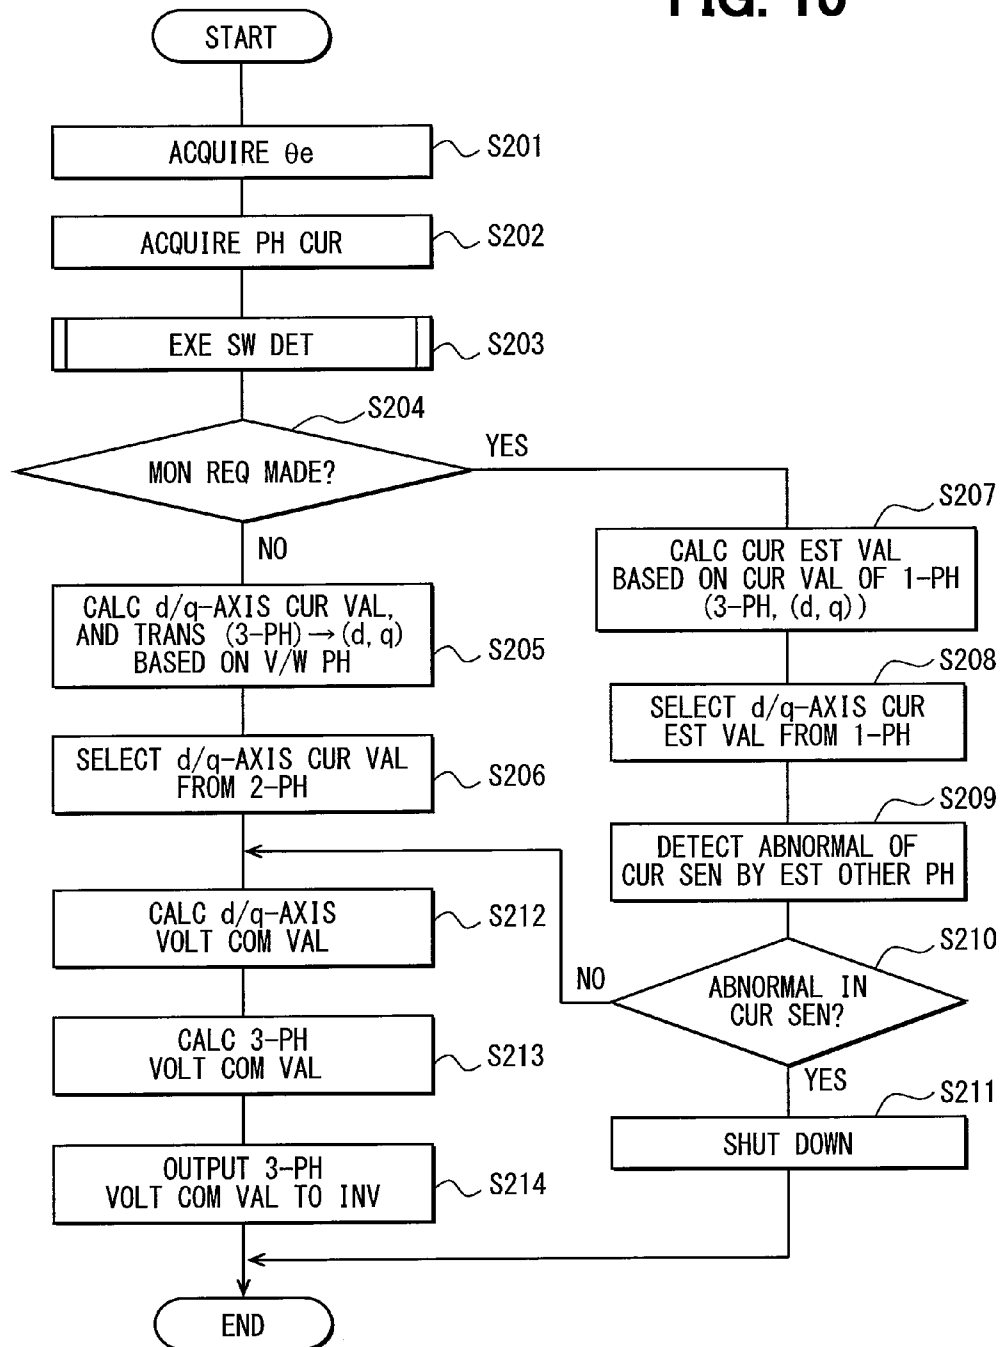 FIG. 10
START
ACQUIRE θe
S201
ACQUIRE PH CUR
S202
EXE SW DET
S203
S204
MON REQ MADE?
YES
NO
S207
CALC CUR EST VAL
BASED ON CUR VAL OF 1-PH
(3-PH, (d, q))
CALC d/q-AXIS CUR VAL,
AND TRANS (3-PH)→(d, q)
BASED ON V/W PH
S205
S208
SELECT d/q-AXIS CUR
EST VAL FROM 1-PH
SELECT d/q-AXIS CUR VAL
FROM 2-PH
S206
S209
DETECT ABNORMAL OF
CUR SEN BY EST OTHER PH
CALC d/q-AXIS
VOLT COM VAL
S212
S210
ABNORMAL IN
CUR SEN?
NO
YES
CALC 3-PH
VOLT COM VAL
S213
S211
SHUT DOWN
OUTPUT 3-PH
VOLT COM VAL TO INV
S214
END